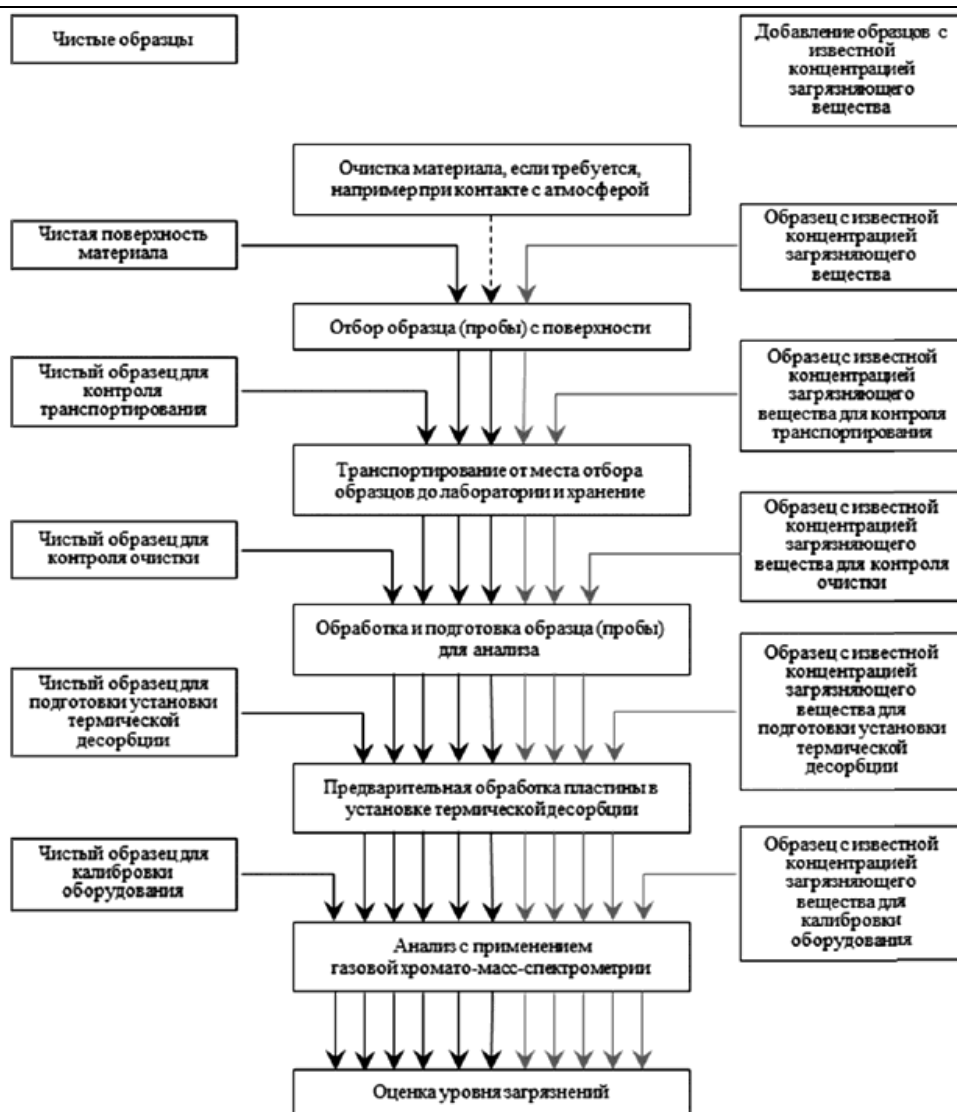 Чистые образцы
Добавление образцов с
известной
концентрацией
загрязняющего
вещества
Очистка материала, если требуется,
например при контакте с атмосферой
Чистая поверхность
материала
Образец с известной
концентрацией
загрязняющего
вещества
Отбор образца (пробы) с поверхности
Чистый образец для
контроля
транспортирования
Образец с известной
концентрацией
загрязняющего
вещества для контроля
транспортирования
Транспортирование от места отбора
образцов до лаборатории и хранение
Чистый образец для
контроля очистки
Образец с известной
концентрацией
загрязняющего
вещества для контроля
очистки
Обработка и подготовка образца (пробы)
для анализа
Чистый образец для
подготовки установки
термической
десорбции
Образец с известной
концентрацией
загрязняющего
вещества для
подготовки установки
термической
десорбции
Предварительная обработка пластины в
установке термической десорбции
Чистый образец для
калибровки
оборудования
Образец с известной
концентрацией
загрязняющего
вещества для
калибровки
оборудования
Анализ с применением
газовой хромато-масс-спектрометрии
Оценка уровня загрязнений